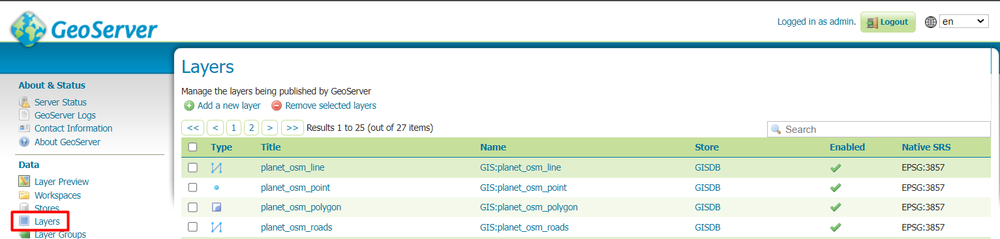 GeoServer
Logged in as admin. Logout en
About & Status
Server Status
GeoServer Logs
Contact Information
About GeoServer
Data
Layer Preview
Workspaces
Stores
Layers
Layer Groups
Layers
Manage the layers being published by GeoServer
Add a new layer Remove selected layers
<< < 1 2 > >> Results 1 to 25 (out of 27 items) Search
Type Title Name Store Enabled Native SRS
planet_osm_line GIS:planet_osm_line GISDB EPSG:3857
planet_osm_point GIS:planet_osm_point GISDB EPSG:3857
planet_osm_polygon GIS:planet_osm_polygon GISDB EPSG:3857
planet_osm_roads GIS:planet_osm_roads GISDB EPSG:3857